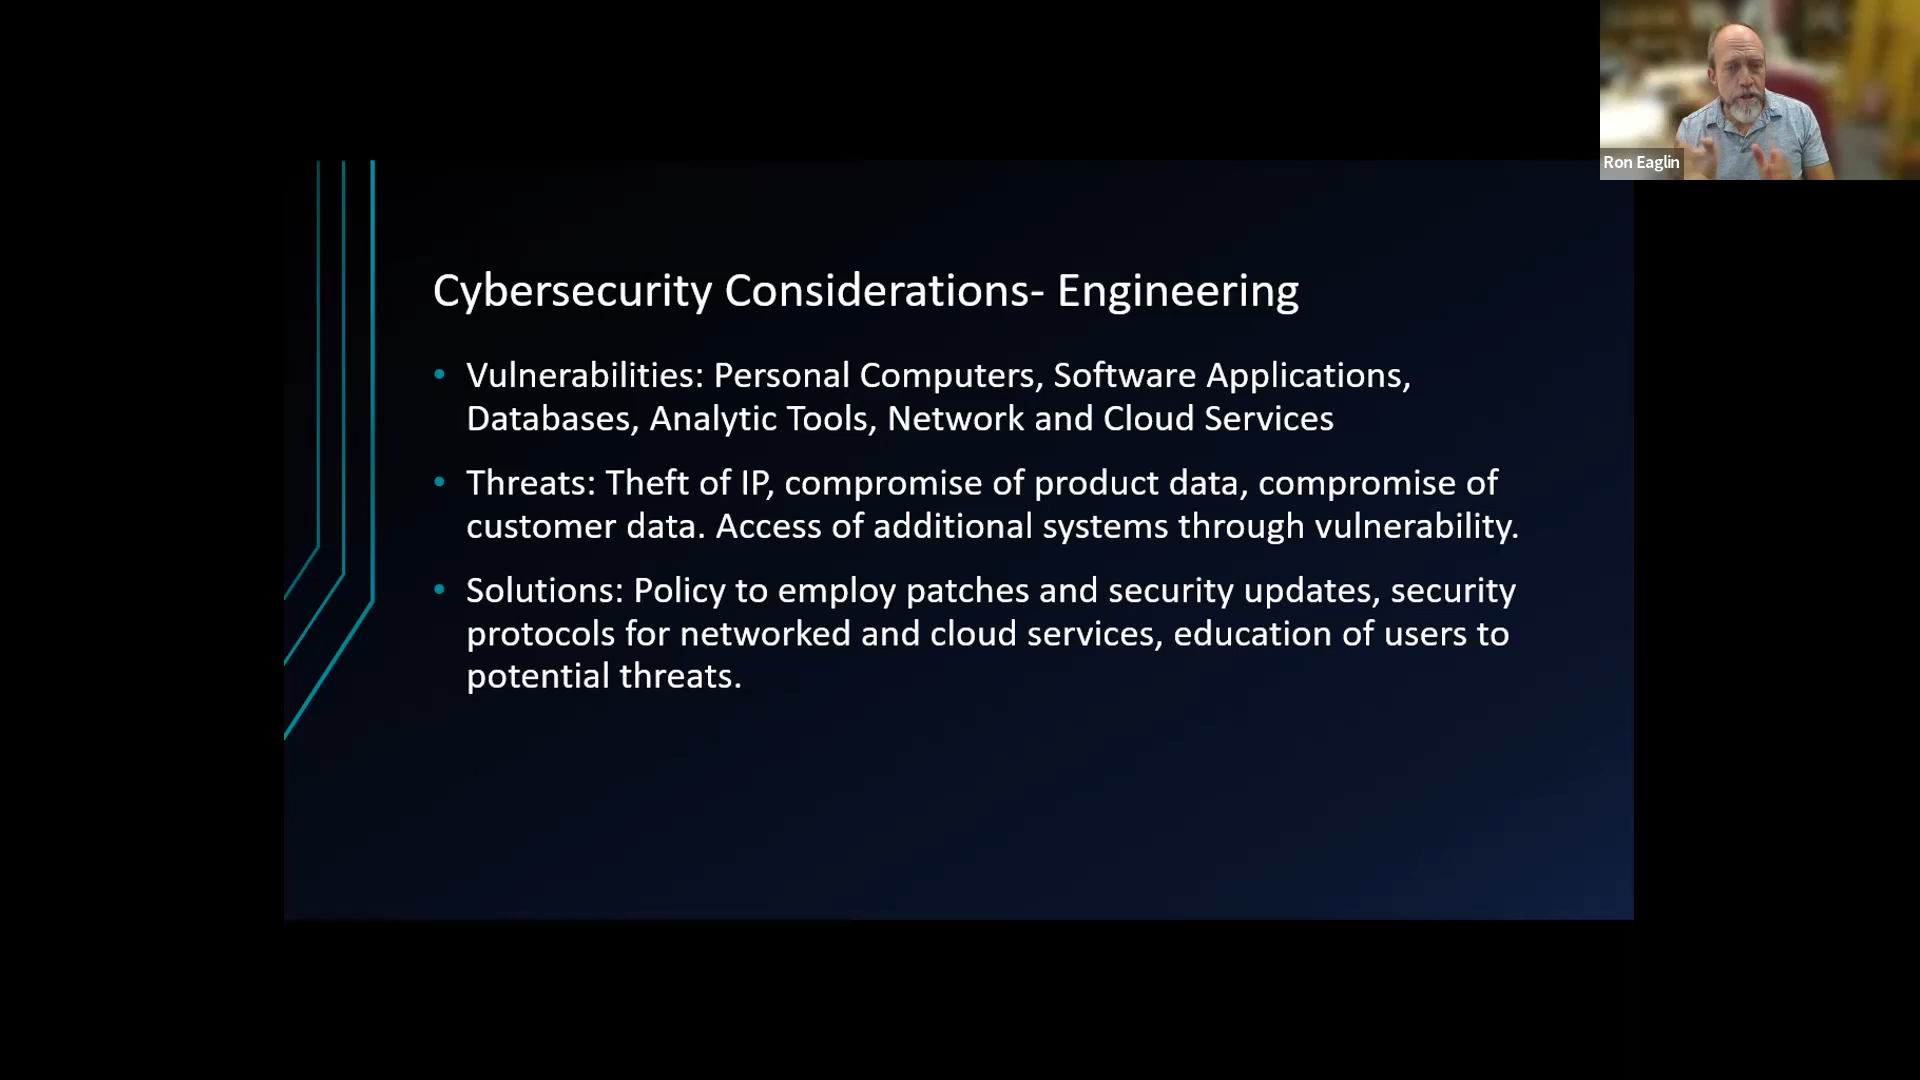 Ron Eaglin
Cybersecurity Considerations- Engineering
• Vulnerabilities: Personal Computers, Software Applications,
Databases, Analytic Tools, Network and Cloud Services
• Threats: Theft of IP, compromise of product data, compromise of
customer data. Access of additional systems through vulnerability.
• Solutions: Policy to employ patches and security updates, security
protocols for networked and cloud services, education of users to
potential threats.